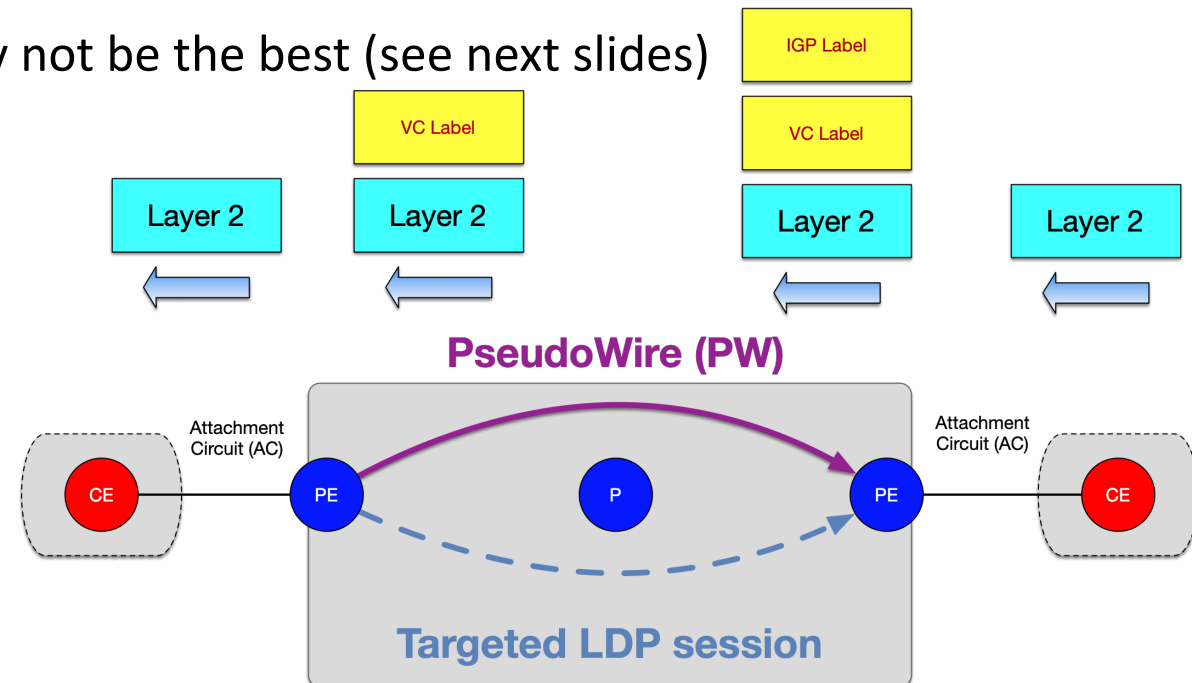 y not be the best (see next slides)
IGP Label
VC Label
VC Label
Layer 2
Layer 2
Layer 2
Layer 2
PseudoWire (PW)
Attachment
Circuit (AC)
Attachment
Circuit (AC)
CE
PE
P
PE
CE
Targeted LDP session